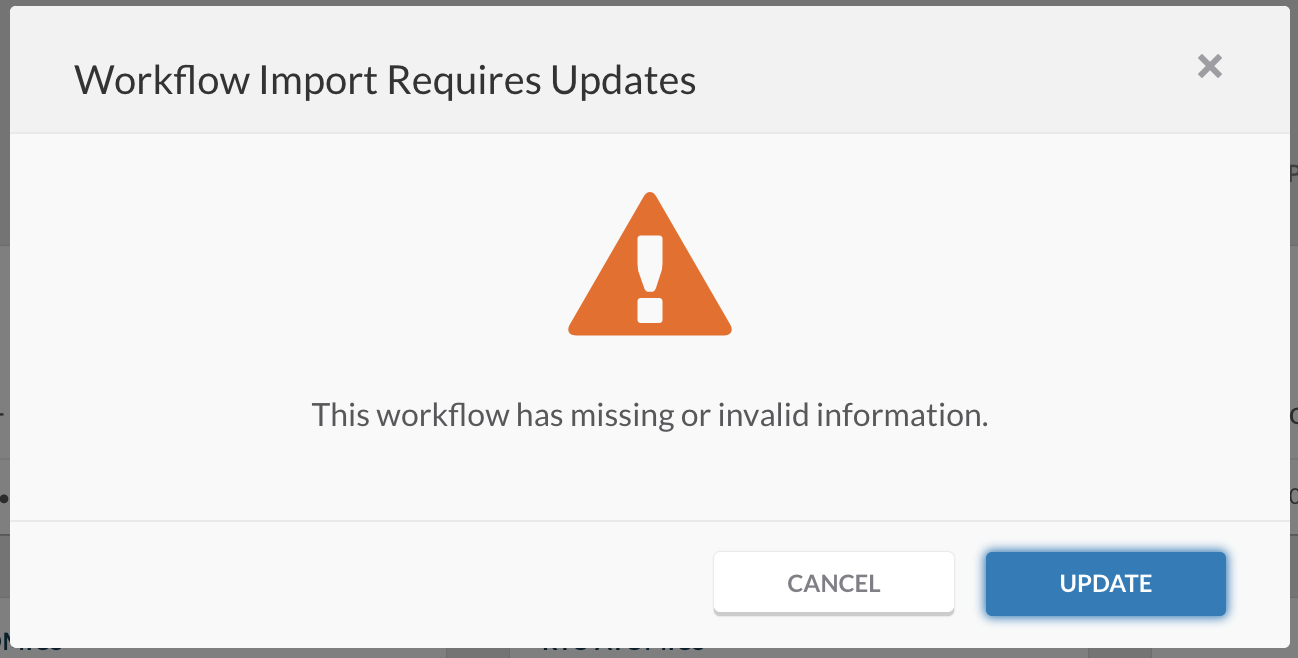 Workflow Import Requires Updates
This workflow has missing or invalid information.
CANCEL
UPDATE